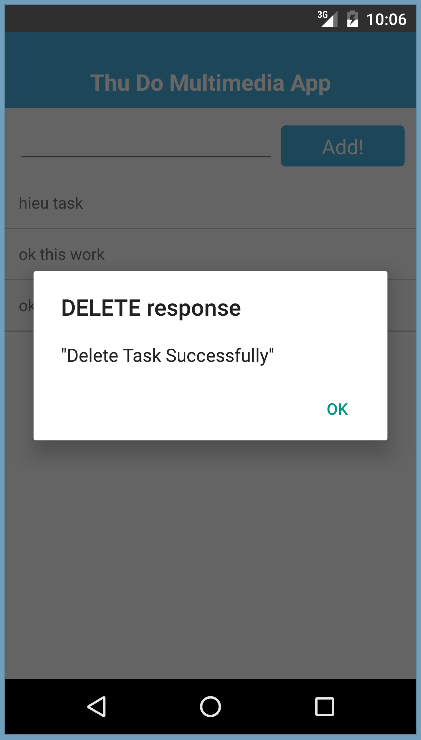 3G 10:06
Thu Do Multimedia App
Add!
hieu task
ok this work
ok
DELETE response
"Delete Task Successfully"
OK